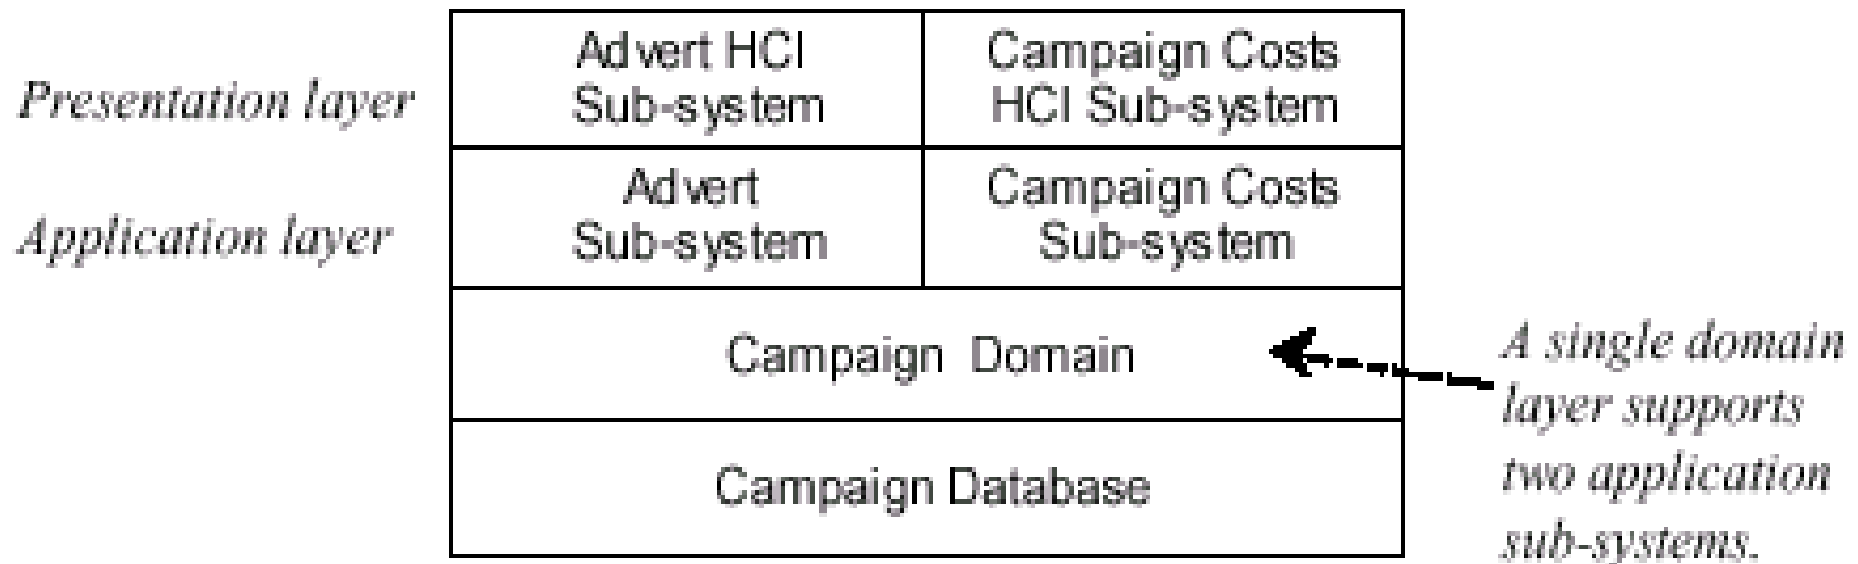 Presentation layer
Advert HCI
Sub-system
Campaign Costs
HCI Sub-system
Application layer
Advert
Sub-system
Campaign Costs
Sub-system
Campaign Domain
A single domain
layer supports
two application
sub-systems.
Campaign Database